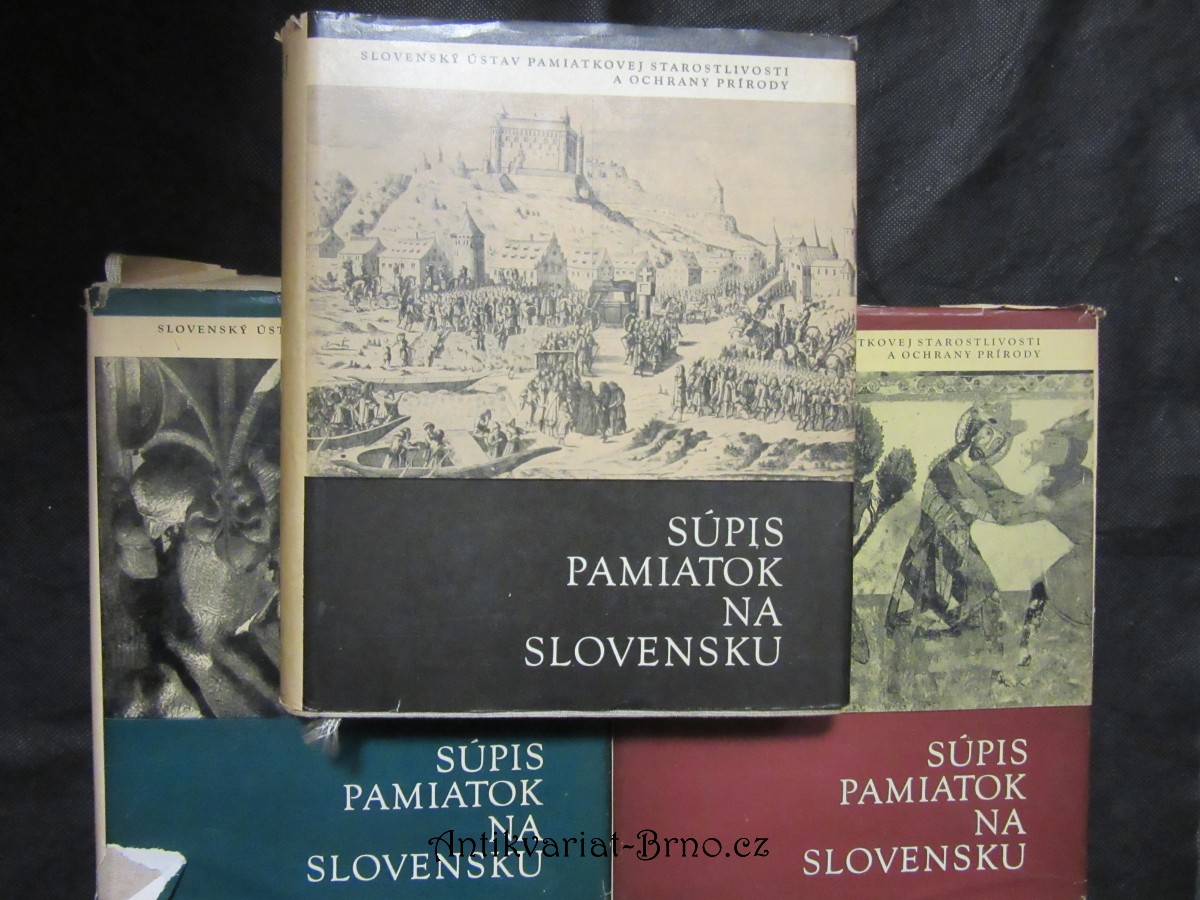 SLOVENSKÝ ÚSTAV PAMIATKOVEJ STAROSTLIVOSTI
A OCHRANY PRÍRODY
SÚPIS
PAMIATOK
NA
SLOVENSKU
SLOVENSKÝ ÚST
SÚPIS
PAMIATOK
NA
SLOVENSKU
TKOVEJ STAROSTLIVOSTI
A OCHRANY PRÍRODY
SÚPIS
PAMIATOK
NA
SLOVENSKU
Antikvariat-Brno.cz